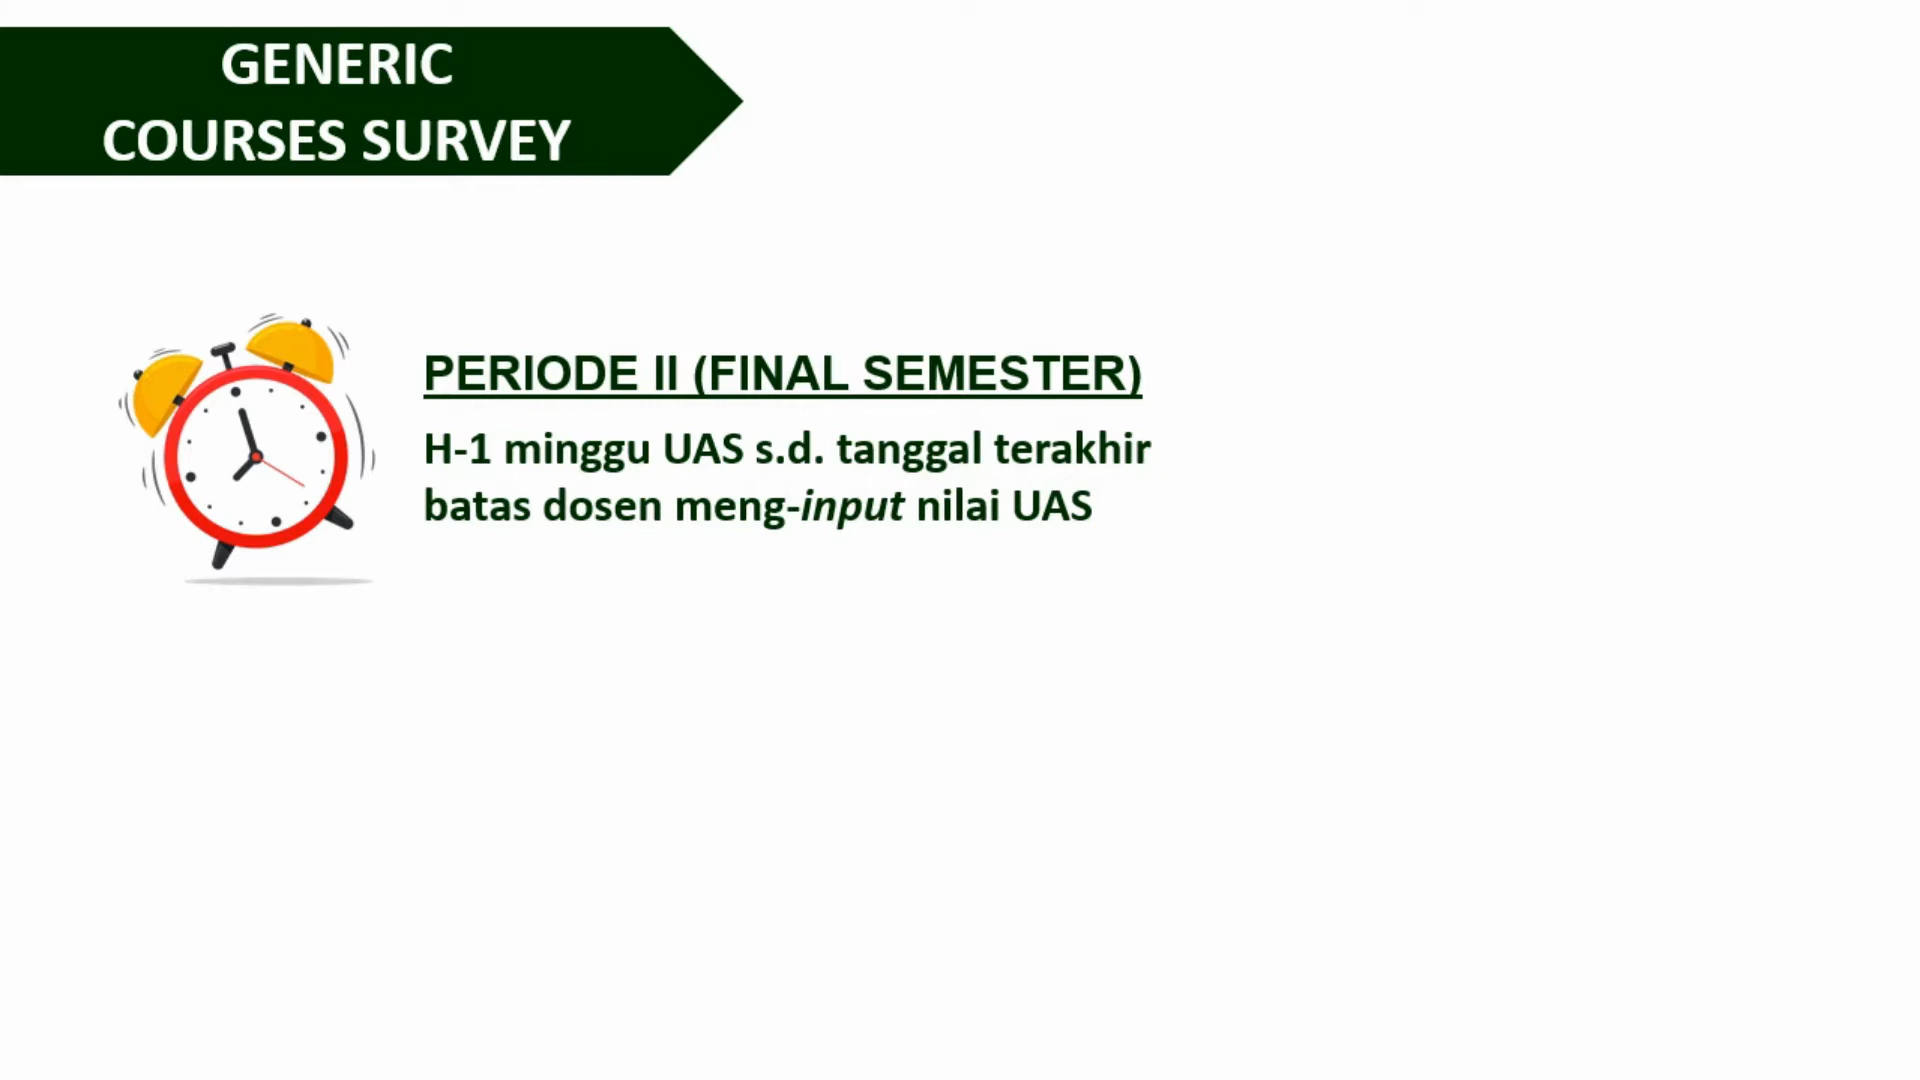 GENERIC
COURSES SURVEY
PERIODE II (FINAL SEMESTER)
H-1 minggu UAS s.d. tanggal terakhir
batas dosen meng-input nilai UAS